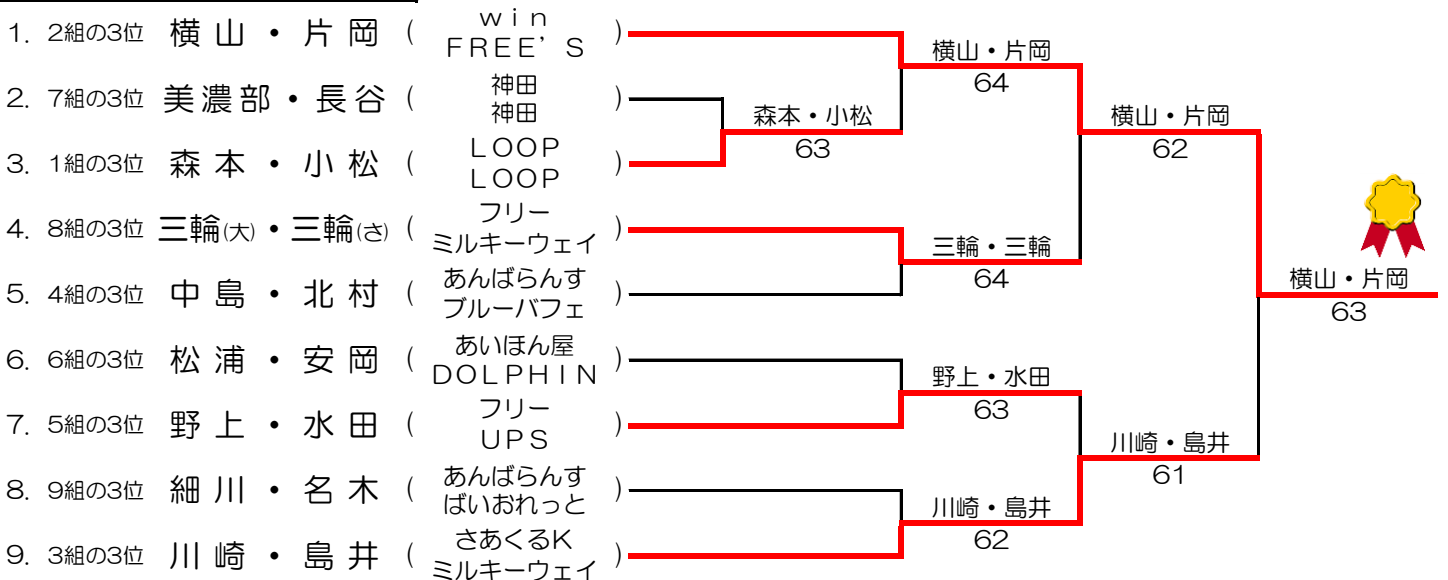 1. 2組の3位 横山・片岡 ( win FREE'S )
2. 7組の3位 美濃部・長谷 ( 神田 神田 )
3. 1組の3位 森本・小松 ( LOOP LOOP )
4. 8組の3位 三輪(大)・三輪(さ) ( フリー ミルキーウェイ )
5. 4組の3位 中島・北村 ( あんばらんす ブルーバフェ )
6. 6組の3位 松浦・安岡 ( あいほん屋 DOLPHIN )
7. 5組の3位 野上・水田 ( フリー UPS )
8. 9組の3位 細川・名木 ( あんばらんす ばいおれっと )
9. 3組の3位 川崎・島井 ( さあくるK ミルキーウェイ )
森本・小松
63
横山・片岡
64
三輪・三輪
64
野上・水田
63
川崎・島井
62
横山・片岡
62
川崎・島井
61
横山・片岡
63